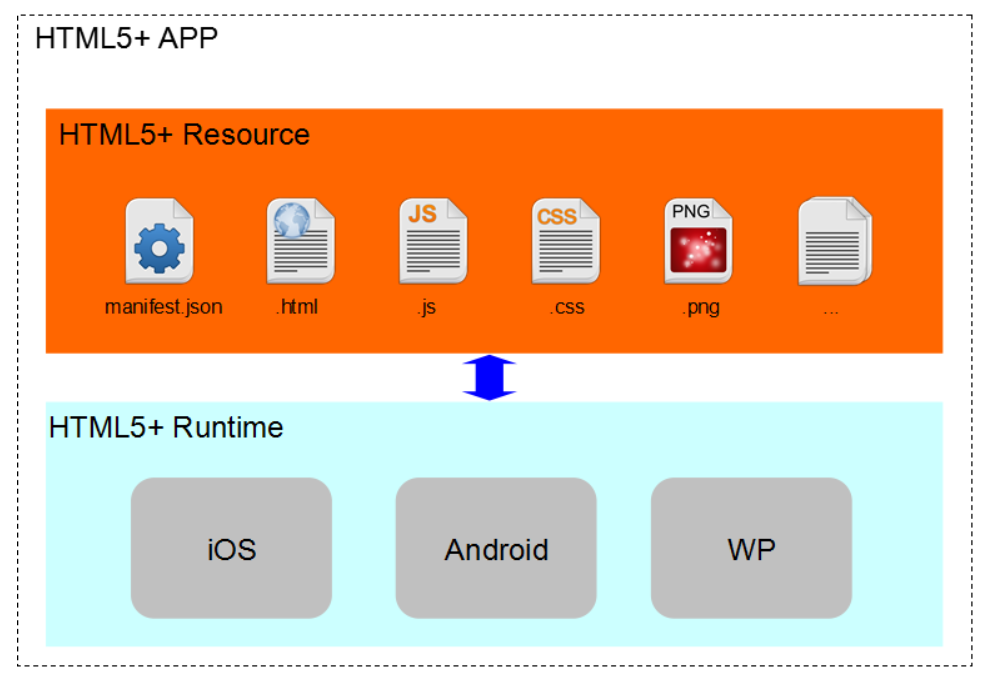 HTML5+ APP
HTML5+ Resource
JS
CSS
PNG
manifest.json
.html
.js
.css
.png
...
HTML5+ Runtime
iOS
Android
WP